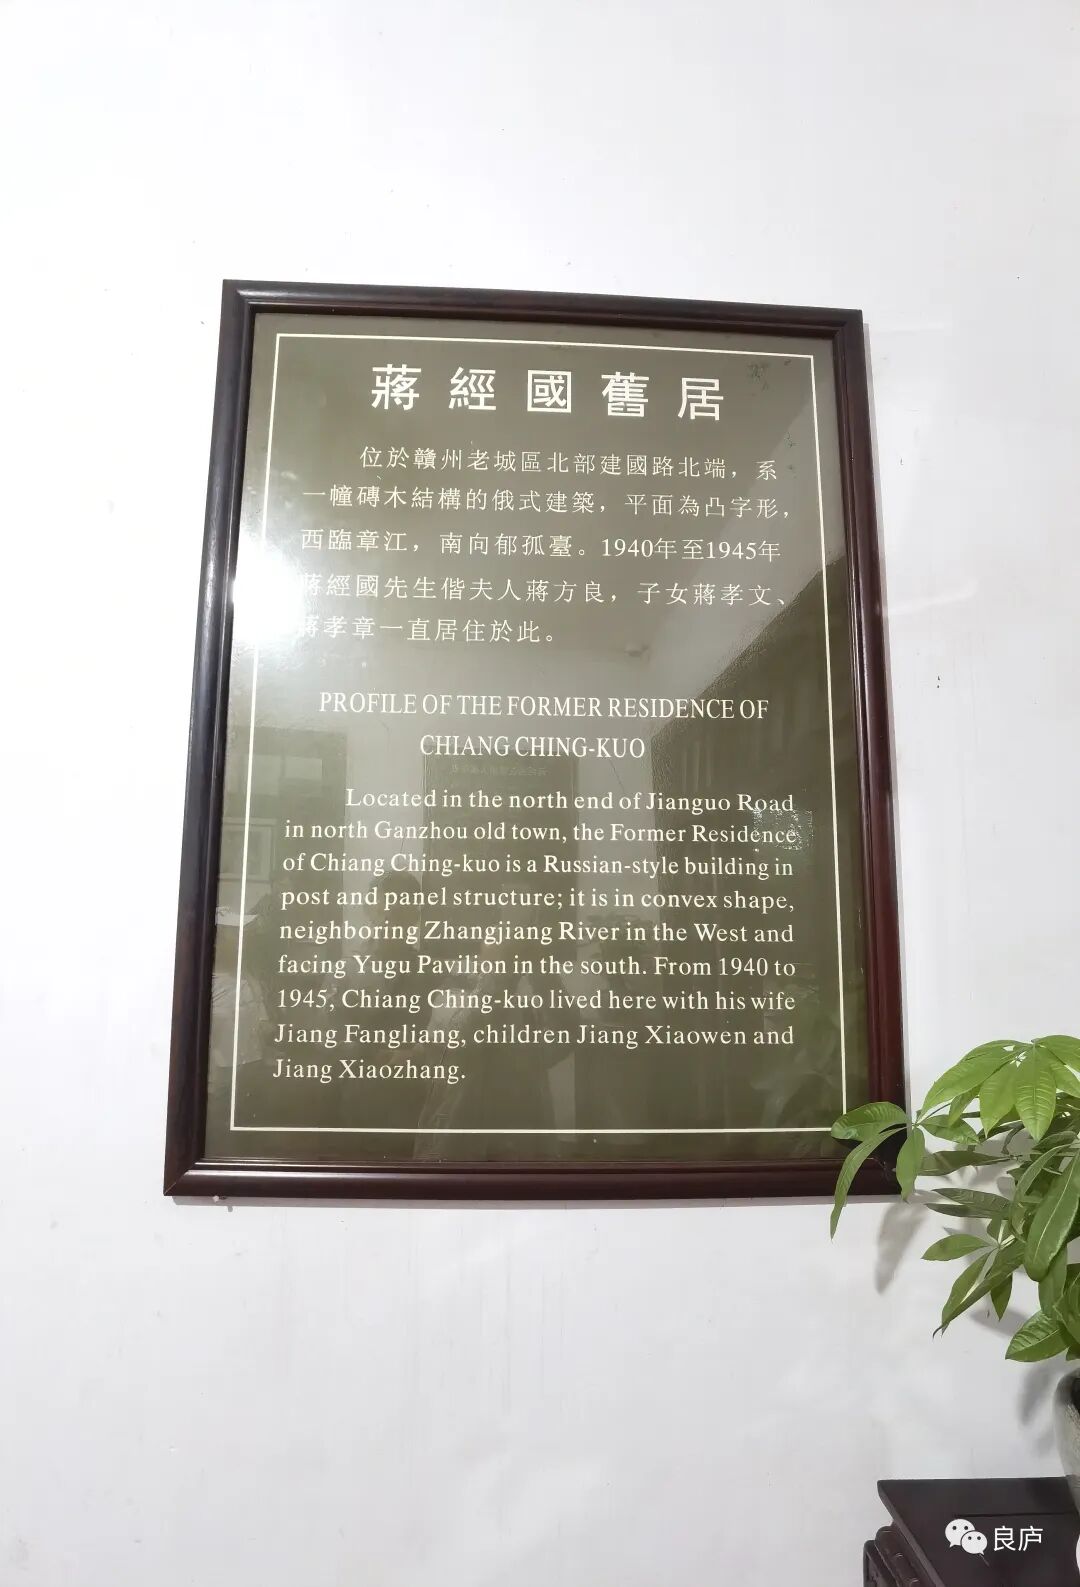 蔣經國舊居
位於贛州老城區北部建國路北端，系
一幢磚木結構的俄式建築，平面為凸字形，
西臨章江，南向郁孤臺。1940年至1945年
蔣經國先生偕夫人蔣方良，子女蔣孝文、
蔣孝章一直居住於此。
PROFILE OF THE FORMER RESIDENCE OF
CHIANG CHING-KUO
Located in the north end of Jianguo Road
in north Ganzhou old town, the Former Residence
of Chiang Ching-kuo is a Russian-style building in
post and panel structure; it is in convex shape,
neighboring Zhangjiang River in the West and
facing Yugu Pavilion in the south. From 1940 to
1945, Chiang Ching-kuo lived here with his wife
Jiang Fangliang, children Jiang Xiaowen and
Jiang Xiaozhang.
良庐